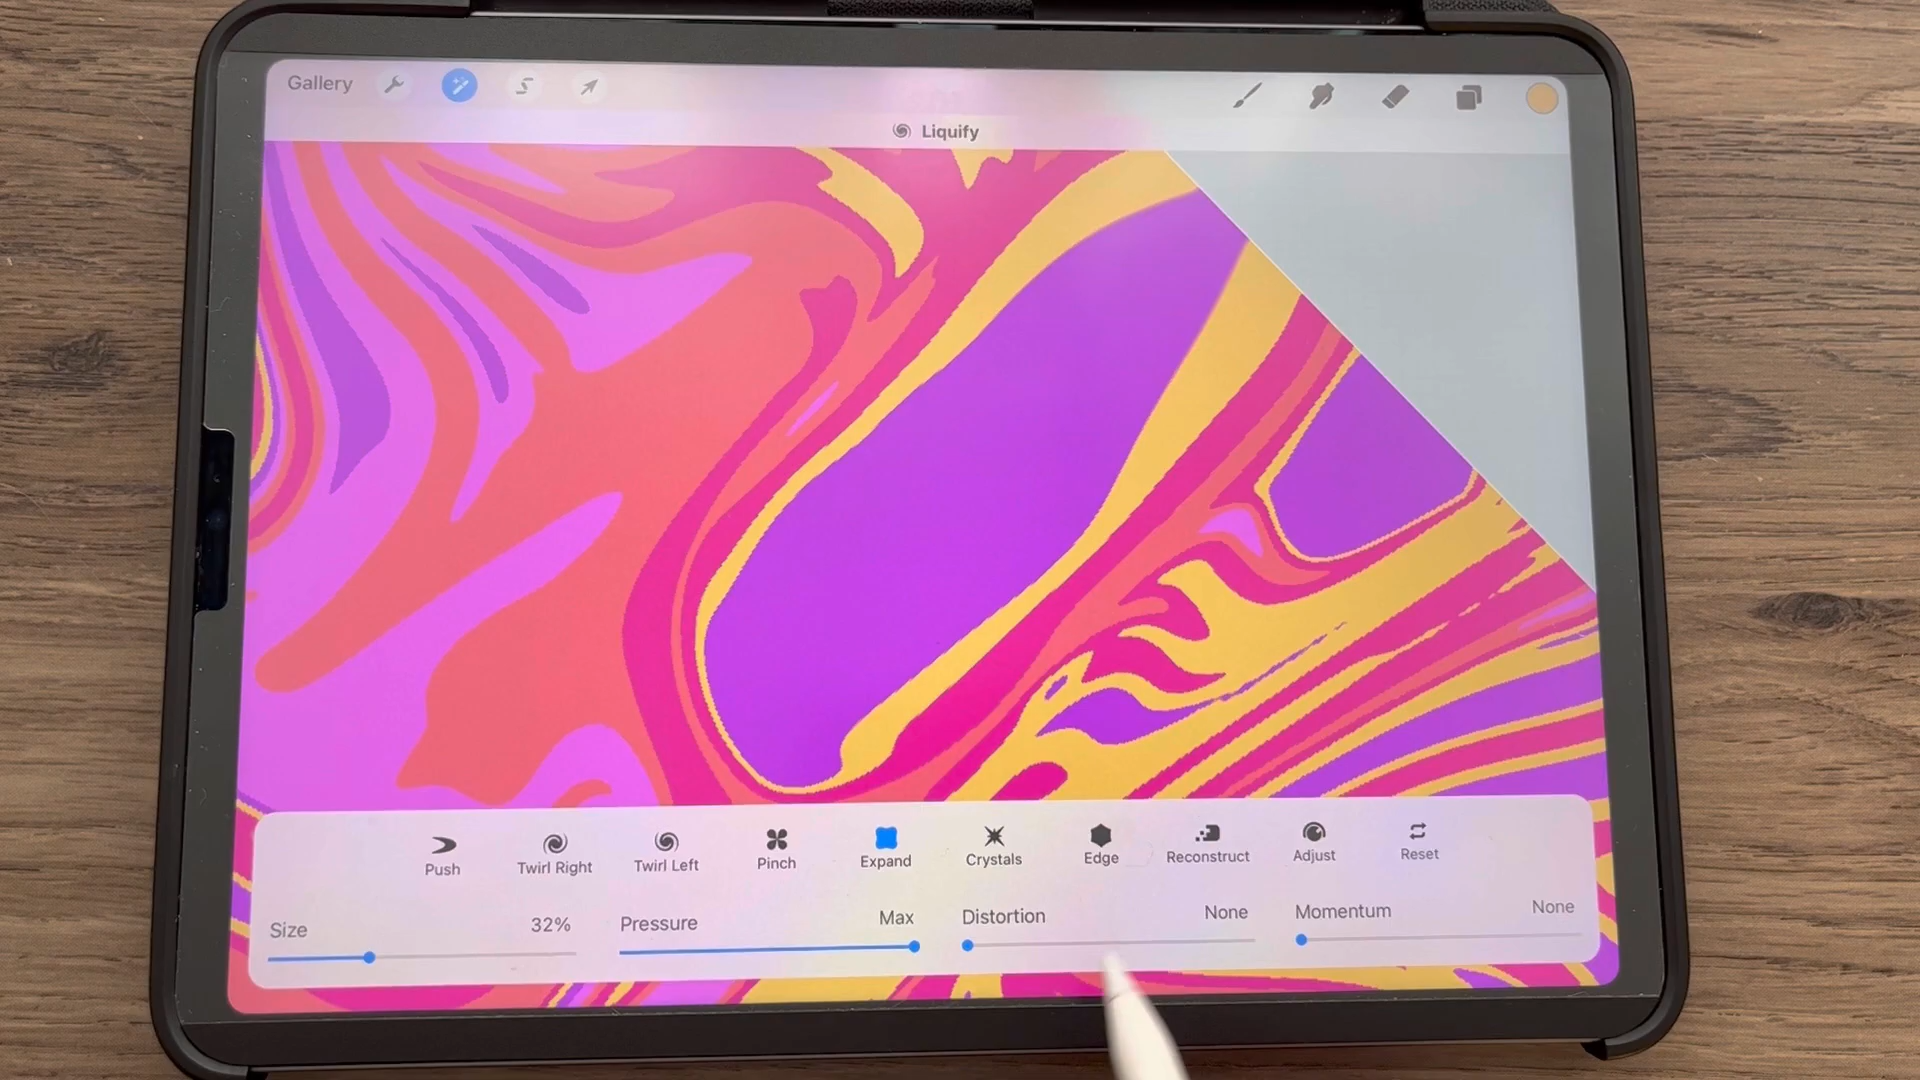 Gallery
Liquify
Push
Twirl Right
Twirl Left
Pinch
Expand
Crystals
Edge
Reconstruct
Adjust
Reset
Size 32%
Pressure Max
Distortion None
Momentum None